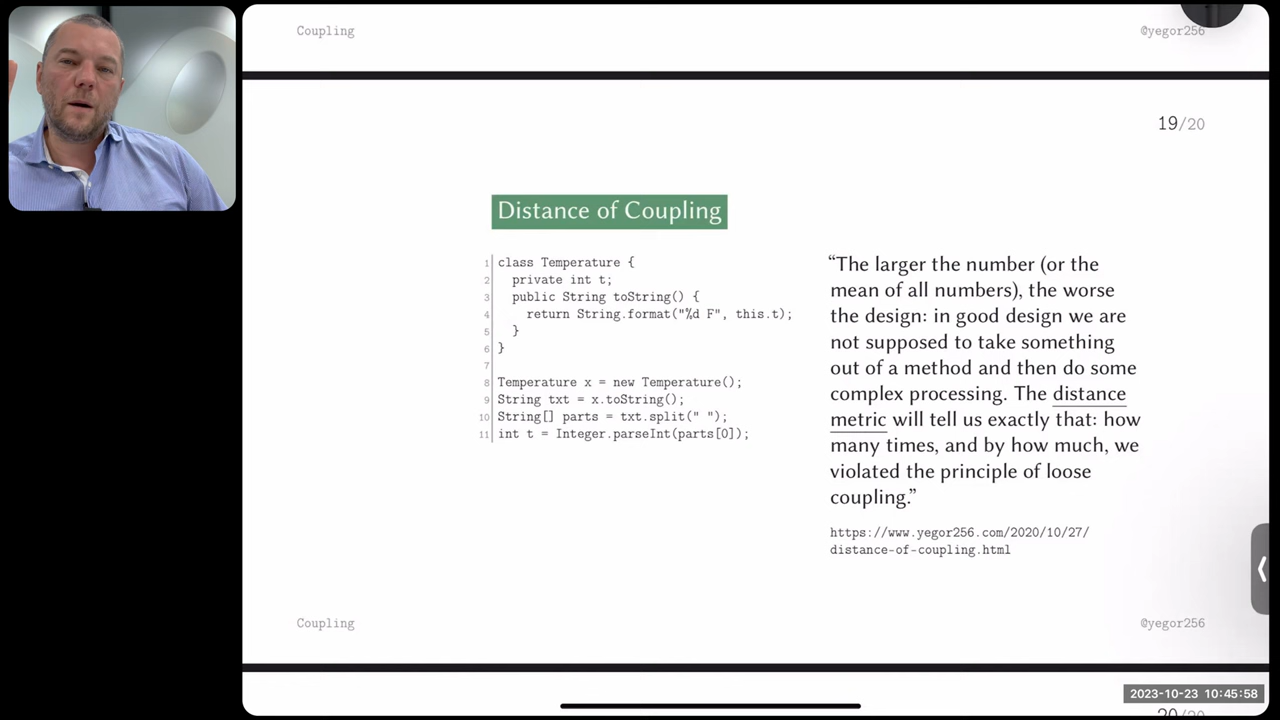 Coupling
@yegor256
19/20
Distance of Coupling
1 class Temperature {
2   private int t;
3   public String toString() {
4     return String.format("%d F", this.t);
5   }
6 }
7
8 Temperature x = new Temperature();
9 String txt = x.toString();
10 String[] parts = txt.split(" ");
11 int t = Integer.parseInt(parts[0]);
“The larger the number (or the
mean of all numbers), the worse
the design: in good design we are
not supposed to take something
out of a method and then do some
complex processing. The distance
metric will tell us exactly that: how
many times, and by how much, we
violated the principle of loose
coupling.”
https://www.yegor256.com/2020/10/27/
distance-of-coupling.html
Coupling
@yegor256
2023-10-23 10:45:58
20/20